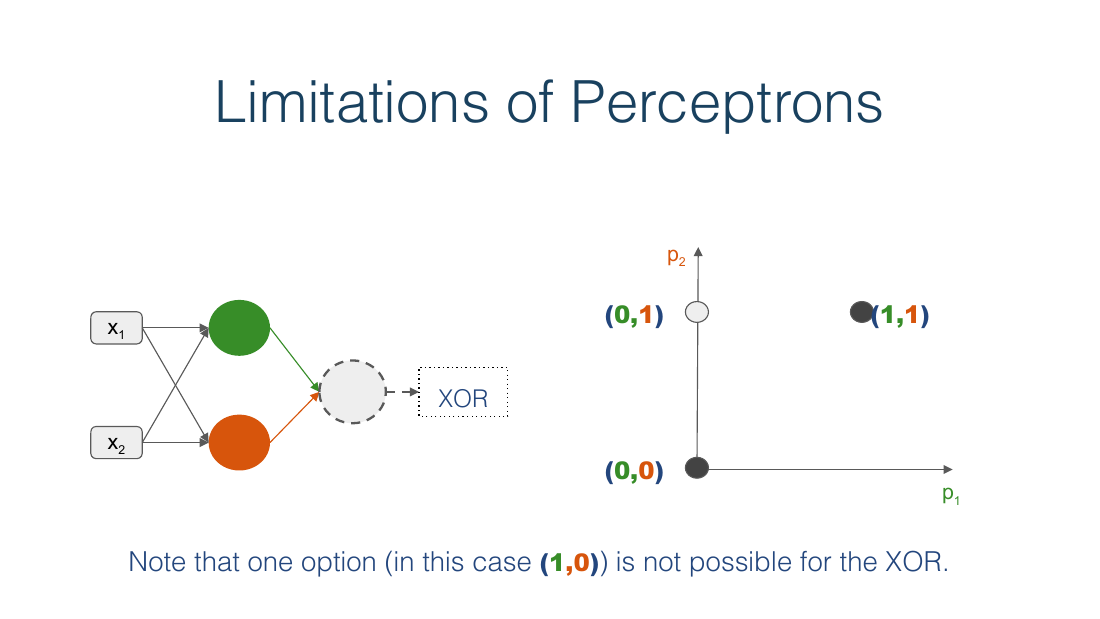 Limitations of Perceptrons
x1
x2
XOR
p2
(0,1)
(1,1)
(0,0)
p1
Note that one option (in this case (1,0)) is not possible for the XOR.